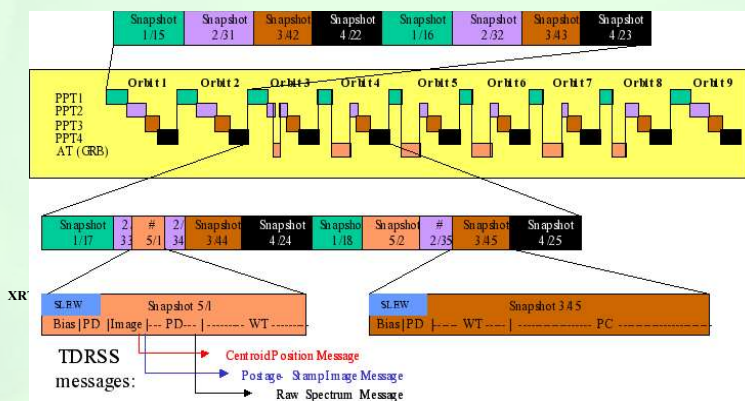 Snapshot Snapshot Snapshot Snapshot Snapshot Snapshot Snapshot Snapshot
1/15 2/31 3/42 4/22 1/16 2/32 3/43 4/23
Orbit 1 Orbit 2 Orbit 3 Orbit 4 Orbit 5 Orbit 6 Orbit 7 Orbit 8 Orbit 9
PPT1
PPT2
PPT3
PPT4
AT (GRB)
Snapshot 2/ # 2/ Snapshot Snapshot Snapshot Snapshot # Snapshot Snapshot
1/17 33 5/1 34 3/44 4/24 1/18 5/2 2/35 3/45 4/25
XR
SLEW Snapshot 5/1
Bias|PD |Image|--- PD---|-------- WT --------
SLEW Snapshot 3/45
Bias|PD |---- WT----|------------ PC --------------
TDRSS
messages:
Centroid Position Message
Postage- Stamp Image Message
Raw Spectrum Message